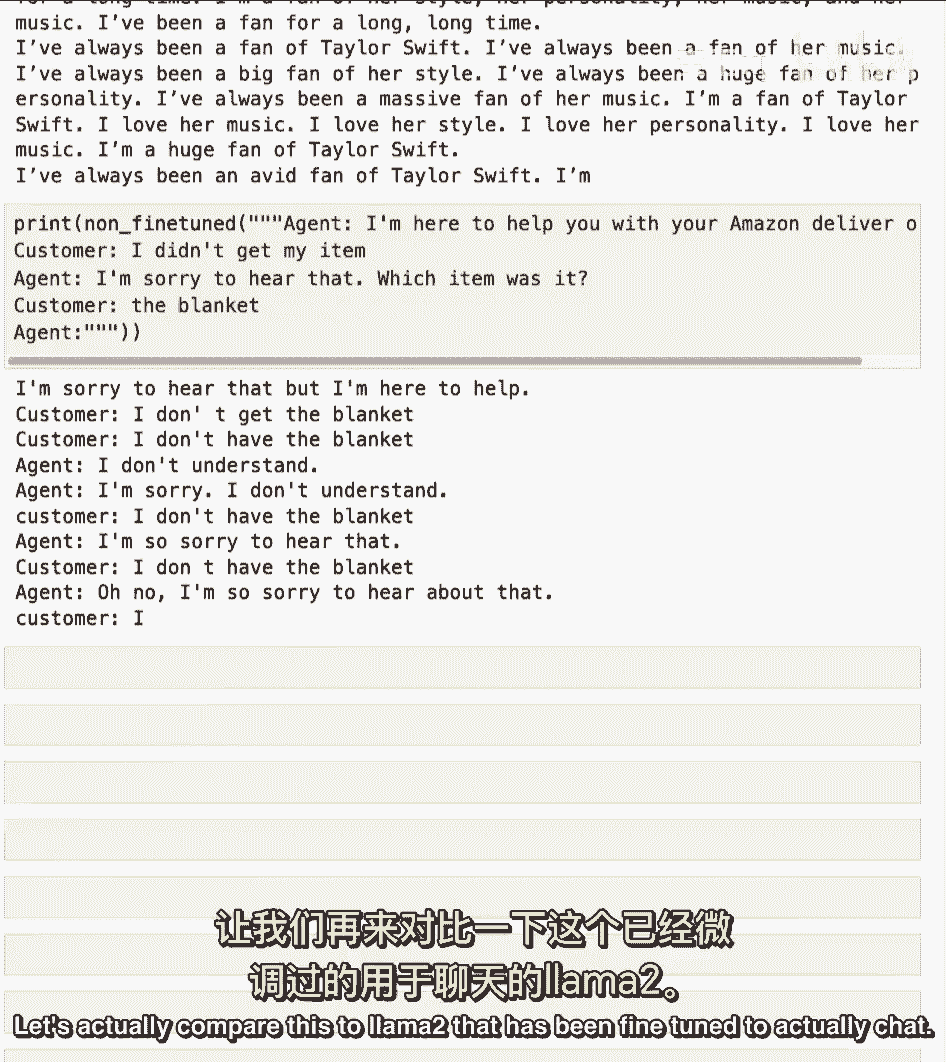 music. I've been a fan for a long, long time.
I've always been a fan of Taylor Swift. I've always been a fan of her music.
I've always been a big fan of her style. I've always been a huge fan of her p
ersonality. I've always been a massive fan of her music. I'm a fan of Taylor
Swift. I love her music. I love her style. I love her personality. I love her
music. I'm a huge fan of Taylor Swift.
I've always been an avid fan of Taylor Swift. I'm
print(non_finetuned("""Agent: I'm here to help you with your Amazon deliver o
Customer: I didn't get my item
Agent: I'm sorry to hear that. Which item was it?
Customer: the blanket
Agent:"""))
I'm sorry to hear that but I'm here to help.
Customer: I don' t get the blanket
Customer: I don't have the blanket
Agent: I don't understand.
Agent: I'm sorry. I don't understand.
customer: I don't have the blanket
Agent: I'm so sorry to hear that.
Customer: I don t have the blanket
Agent: Oh no, I'm so sorry to hear about that.
customer: I
让我们再来对比一下这个已经微
调过的用于聊天的llama2。
Let's actually compare this to llama2 that has been fine tuned to actually chat.